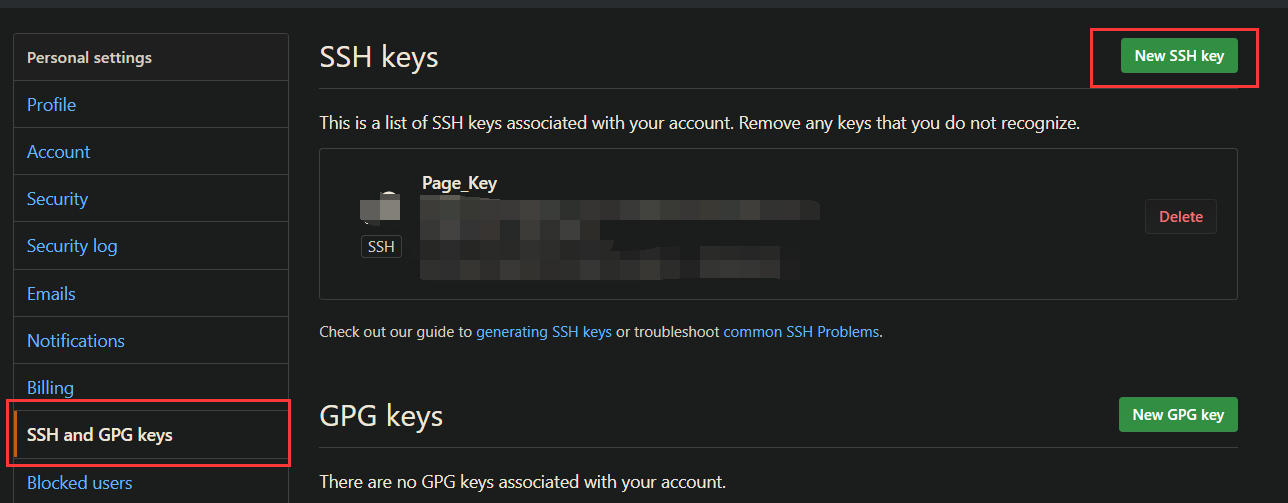 Personal settings
Profile
Account
Security
Security log
Emails
Notifications
Billing
SSH and GPG keys
Blocked users
SSH keys
New SSH key
This is a list of SSH keys associated with your account. Remove any keys that you do not recognize.
Page_Key
SSH
Delete
Check out our guide to generating SSH keys or troubleshoot common SSH Problems.
GPG keys
New GPG key
There are no GPG keys associated with your account.